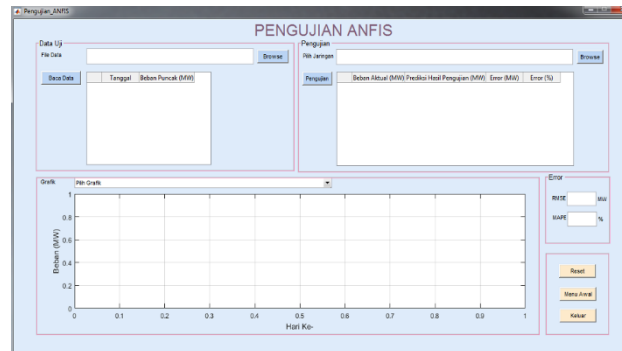 Pengujian_ANFIS
PENGUJIAN ANFIS
Data Uji
File Data
Browse
Baca Data
Tanggal Beban Puncak (MW)
Pengujian
Pilih Jaringan
Browse
Pengujian
Beban Aktual (MW) Prediksi Hasil Pengujian (MW) Error (MW) Error (%)
Grafik
Pilih Grafik
Beban (MW)
1
0.8
0.6
0.4
0.2
0
0 0.1 0.2 0.3 0.4 0.5 0.6 0.7 0.8 0.9 1
Hari Ke-
Error
RMSE MW
MAPE %
Reset
Menu Awal
Keluar